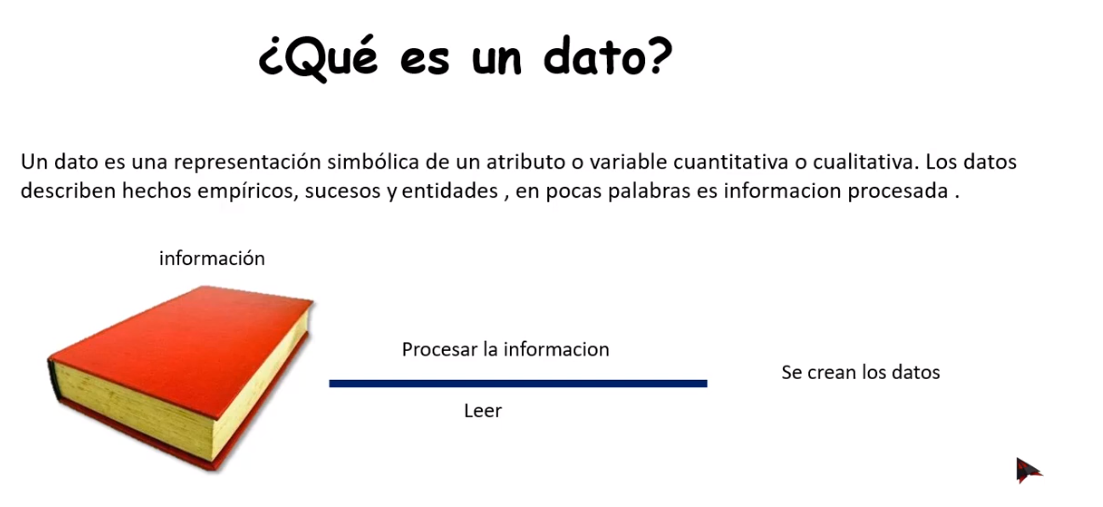 ¿Qué es un dato?
Un dato es una representación simbólica de un atributo o variable cuantitativa o cualitativa. Los datos
describen hechos empíricos, sucesos y entidades , en pocas palabras es informacion procesada .
información
Procesar la informacion
Se crean los datos
Leer